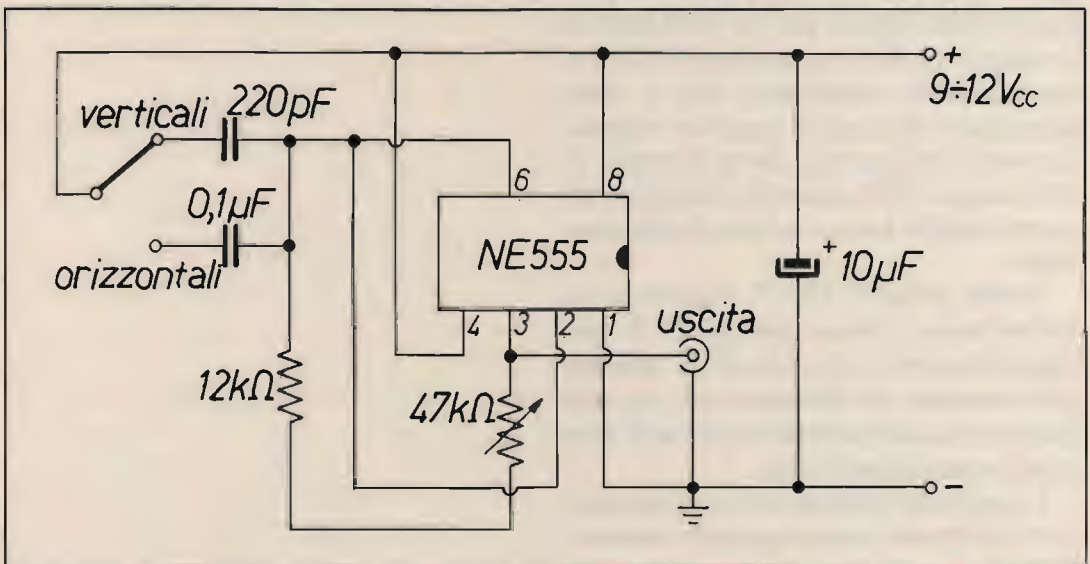 verticali
220pF
+
9÷12Vcc
0,1µF
orizzontali
6
8
NE555
4
3
2
1
+
10µF
uscita
12kΩ
47kΩ
-